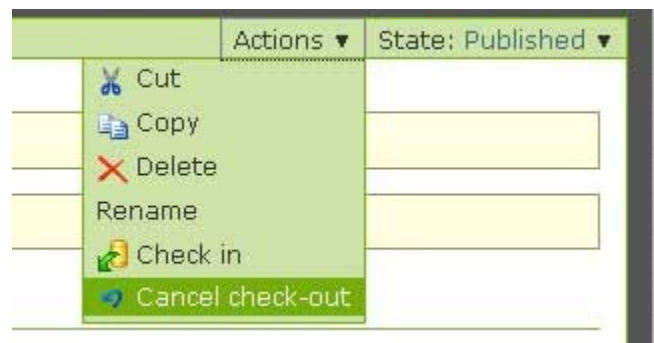 Actions ▼ State: Published ▼
Cut
Copy
Delete
Rename
Check in
Cancel check-out